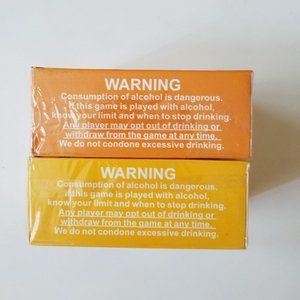 WARNING
Consumption of alcohol is dangerous.
If this game is played with alcohol,
know your limit and when to stop drinking.
Any player may opt out of drinking or
withdraw from the game at any time.
We do not condone excessive drinking.
WARNING
Consumption of alcohol is dangerous.
If this game is played with alcohol,
know your limit and when to stop drinking.
Any player may opt out of drinking or
withdraw from the game at any time.
We do not condone excessive drinking.